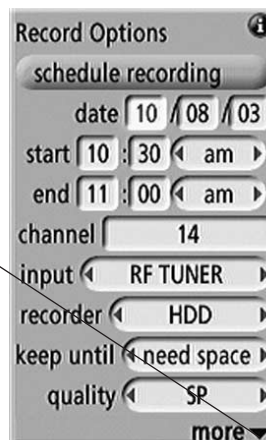 Record Options i
schedule recording
date 10 / 08 / 03
start 10 : 30 am
end 11 : 00 am
channel 14
input RF TUNER
recorder HDD
keep until need space
quality SP
more